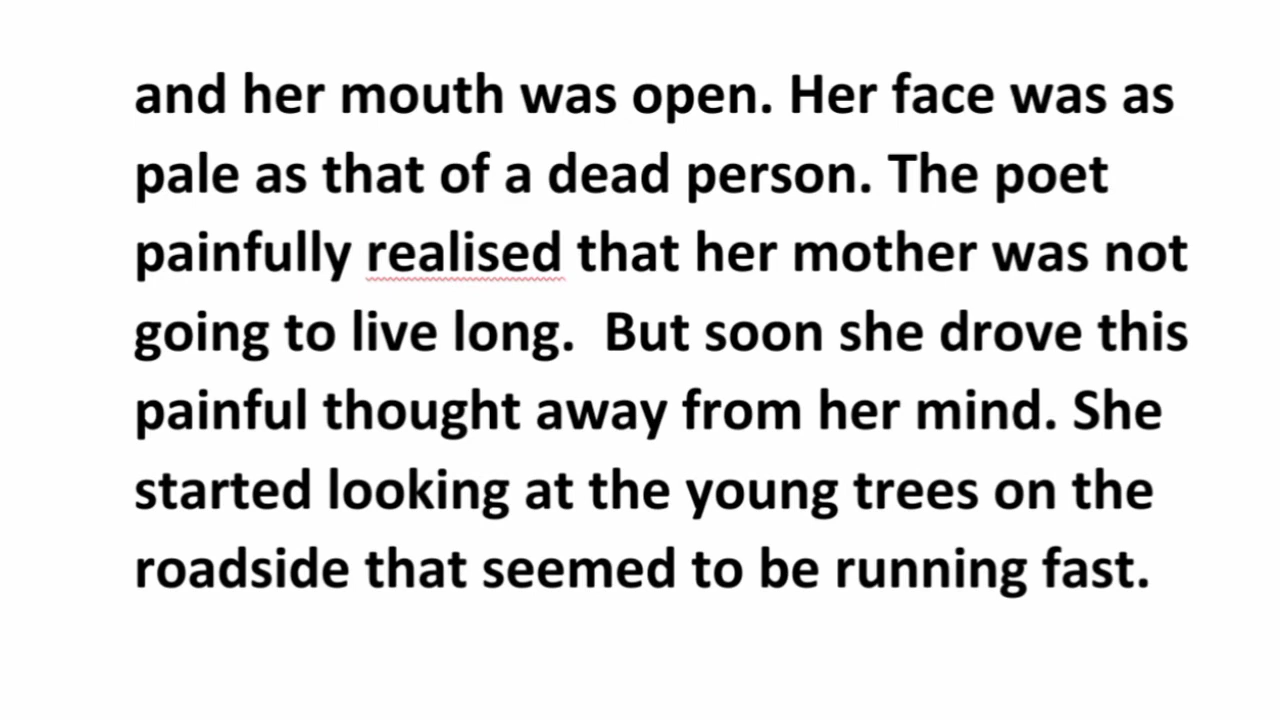 and her mouth was open. Her face was as
pale as that of a dead person. The poet
painfully realised that her mother was not
going to live long.  But soon she drove this
painful thought away from her mind. She
started looking at the young trees on the
roadside that seemed to be running fast.